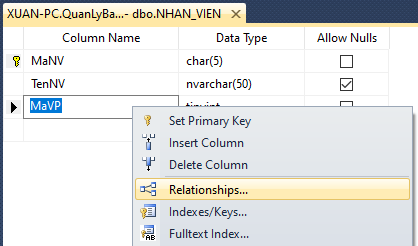 XUAN-PC.QuanLyBa...- dbo.NHAN_VIEN
Column Name Data Type Allow Nulls
MaNV char(5)
TenNV nvarchar(50)
MaVP tinyint
Set Primary Key
Insert Column
Delete Column
Relationships...
Indexes/Keys...
Fulltext Index...